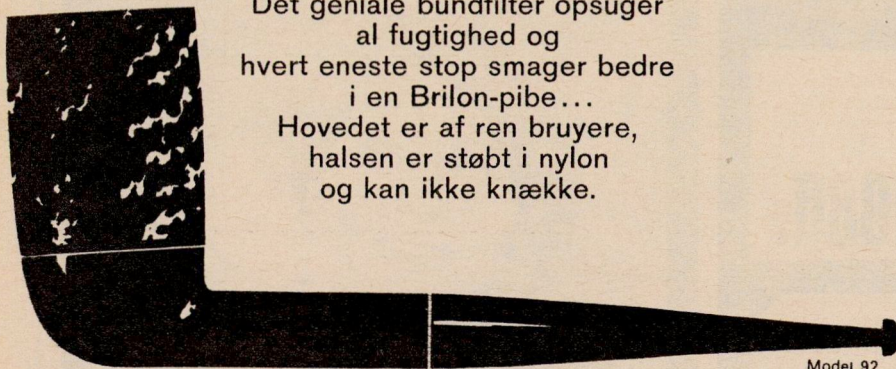 Det geniale bundfilter opsuger
al fugtighed og
hvert eneste stop smager bedre
i en Brilon-pibe...
Hovedet er af ren bruyere,
halsen er støbt i nylon
og kan ikke knække.
Model 92